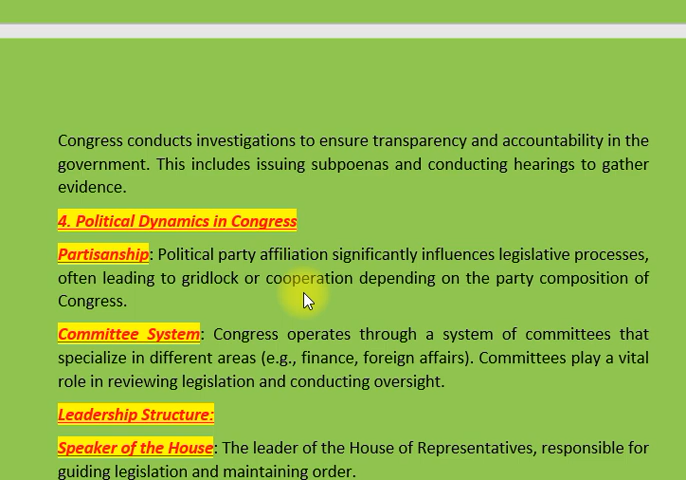 Congress conducts investigations to ensure transparency and accountability in the
government. This includes issuing subpoenas and conducting hearings to gather
evidence.
4. Political Dynamics in Congress
Partisanship: Political party affiliation significantly influences legislative processes,
often leading to gridlock or cooperation depending on the party composition of
Congress.
Committee System: Congress operates through a system of committees that
specialize in different areas (e.g., finance, foreign affairs). Committees play a vital
role in reviewing legislation and conducting oversight.
Leadership Structure:
Speaker of the House: The leader of the House of Representatives, responsible for
guiding legislation and maintaining order.